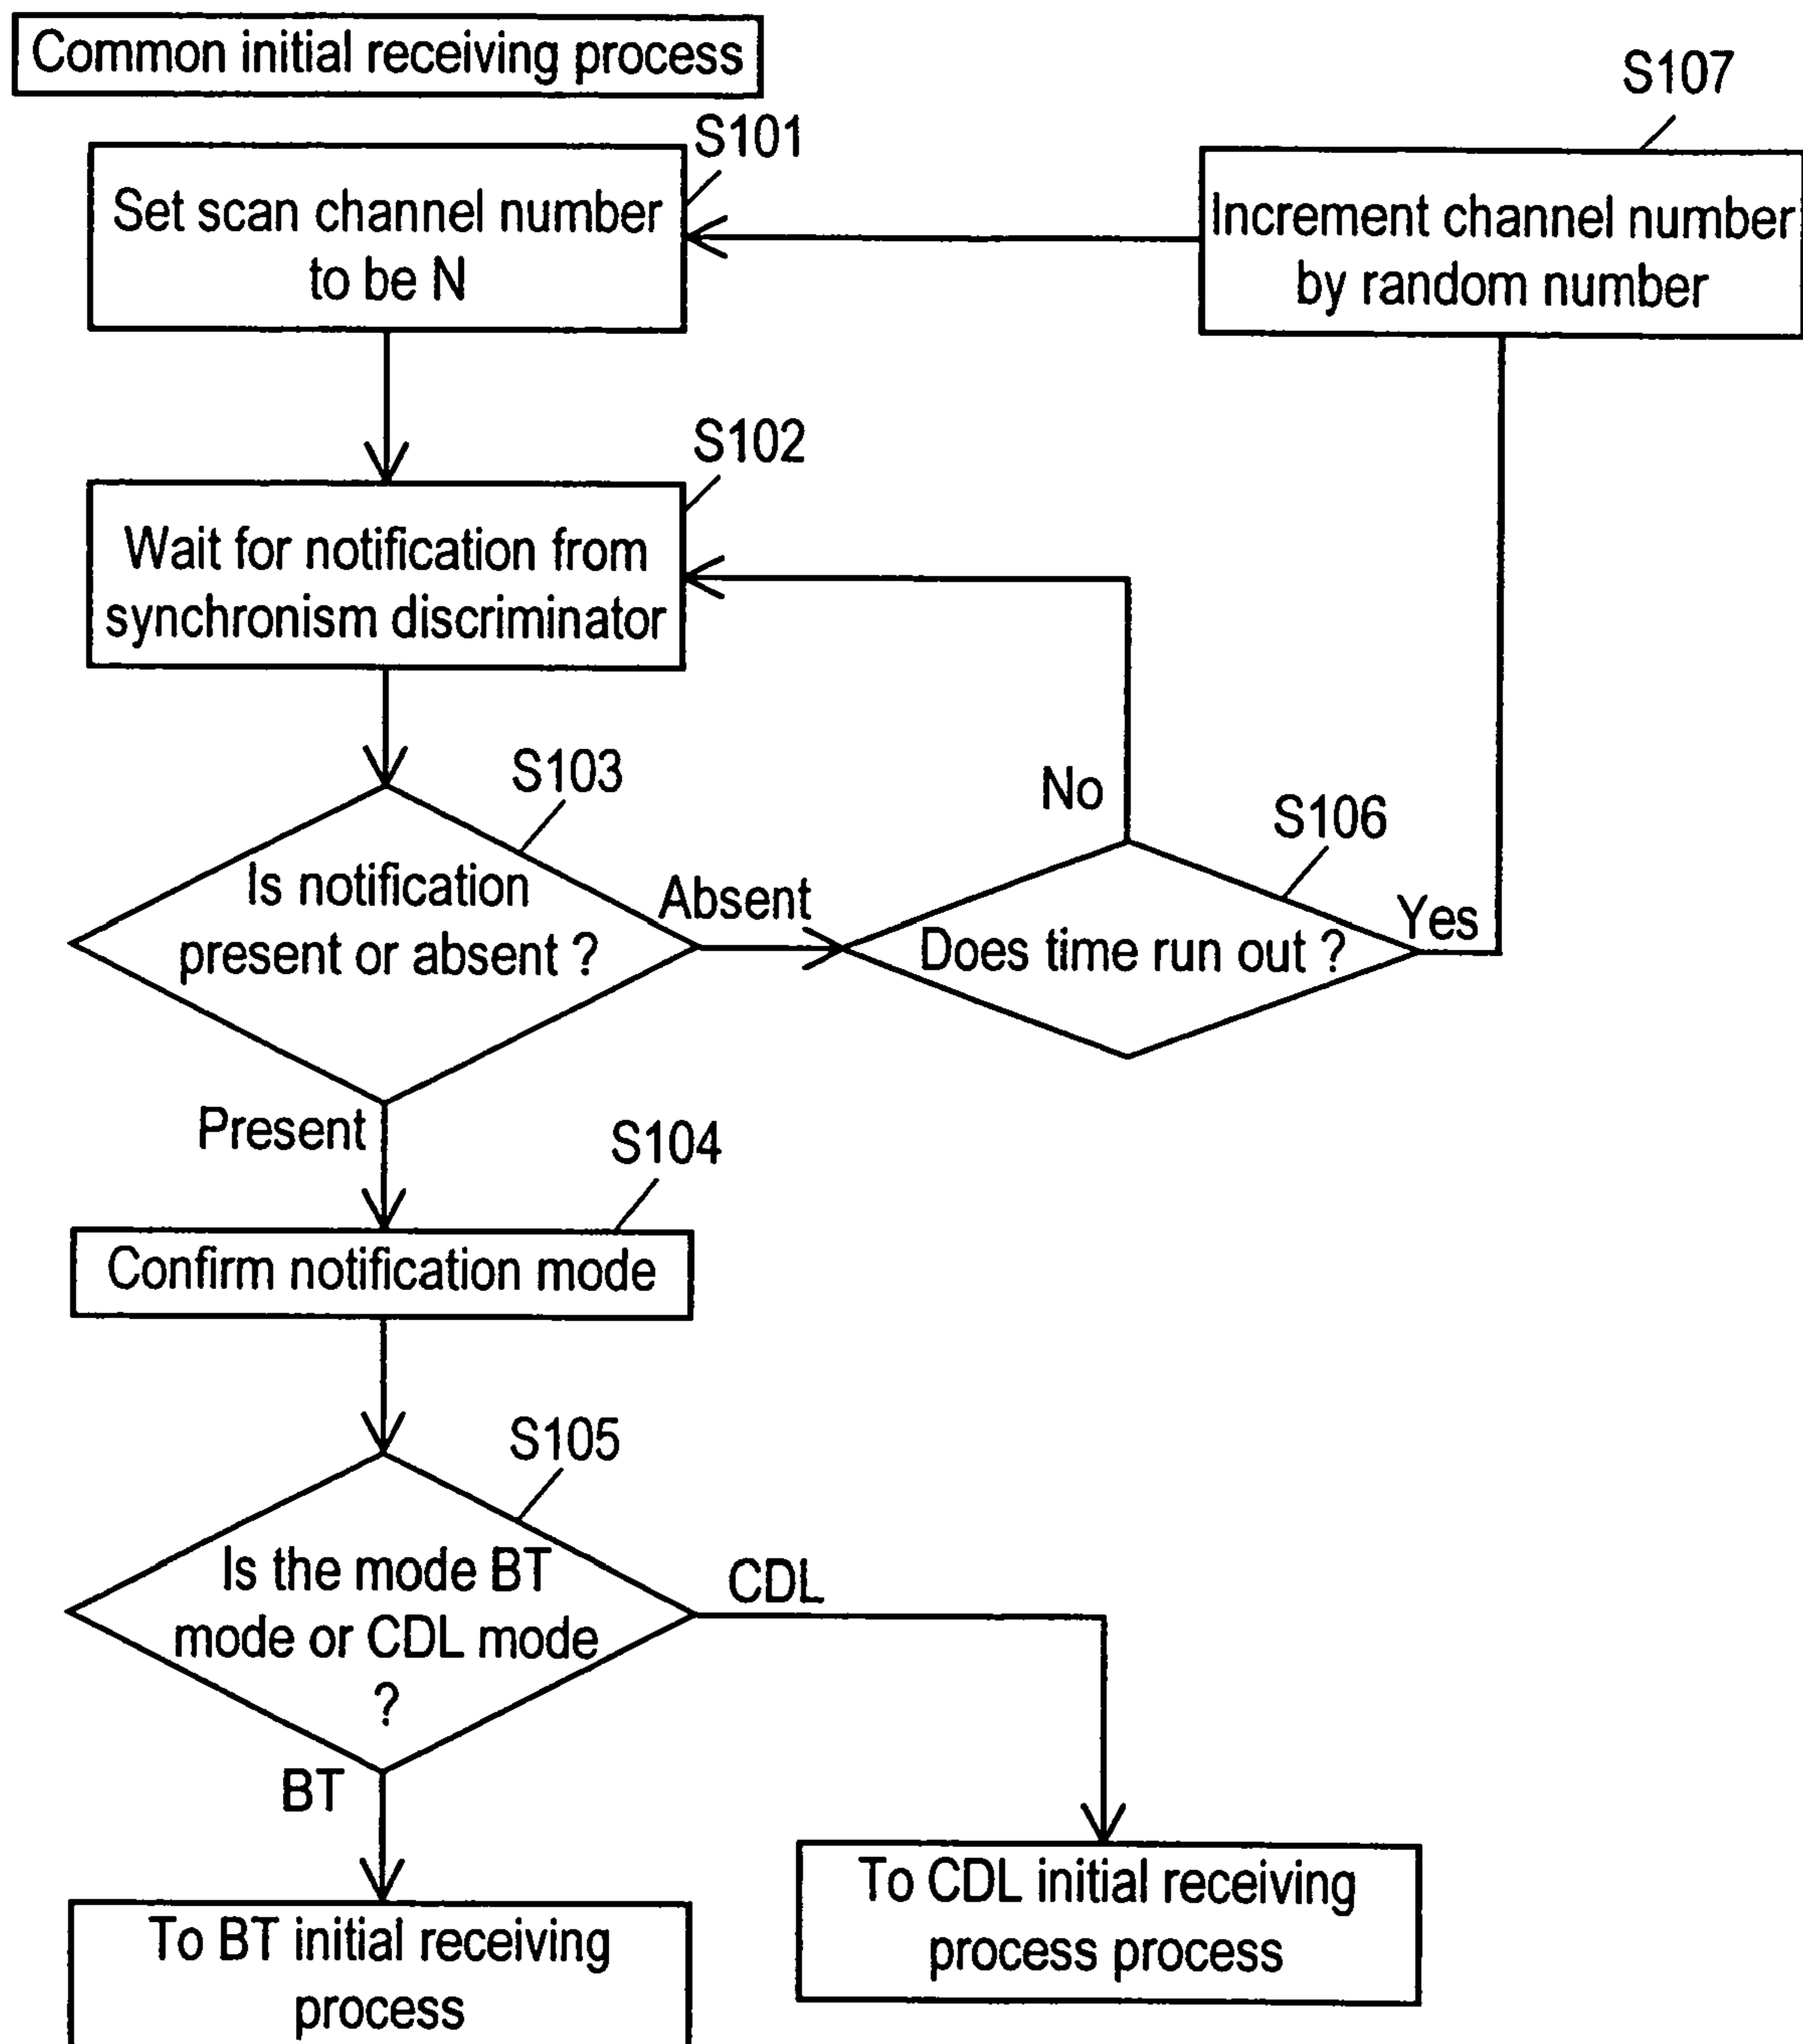 Common initial receiving process
S101
Set scan channel number
to be N
S107
Increment channel number
by random number
S102
Wait for notification from
synchronism discriminator
S103
Is notification
present or absent ?
Absent
No
S106
Does time run out ?
Yes
Present
S104
Confirm notification mode
S105
Is the mode BT
mode or CDL mode
?
CDL
BT
To CDL initial receiving
process process
To BT initial receiving
process